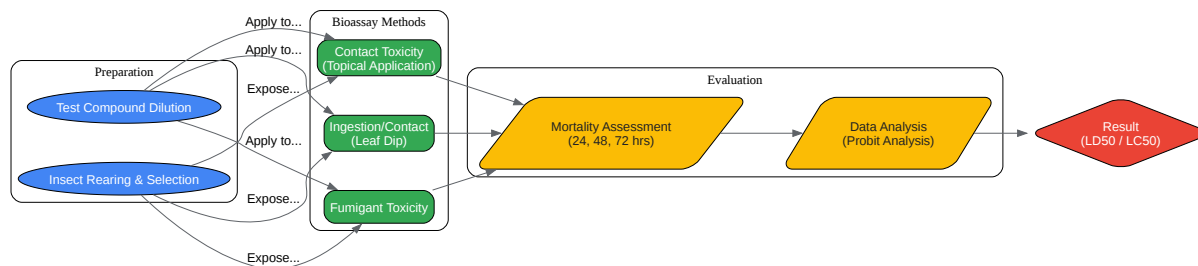 Preparation
Test Compound Dilution
Insect Rearing & Selection
Apply to...
Apply to...
Expose...
Apply to...
Expose...
Expose...
Bioassay Methods
Contact Toxicity
(Topical Application)
Ingestion/Contact
(Leaf Dip)
Fumigant Toxicity
Evaluation
Mortality Assessment
(24, 48, 72 hrs)
Data Analysis
(Probit Analysis)
Result
(LD50 / LC50)